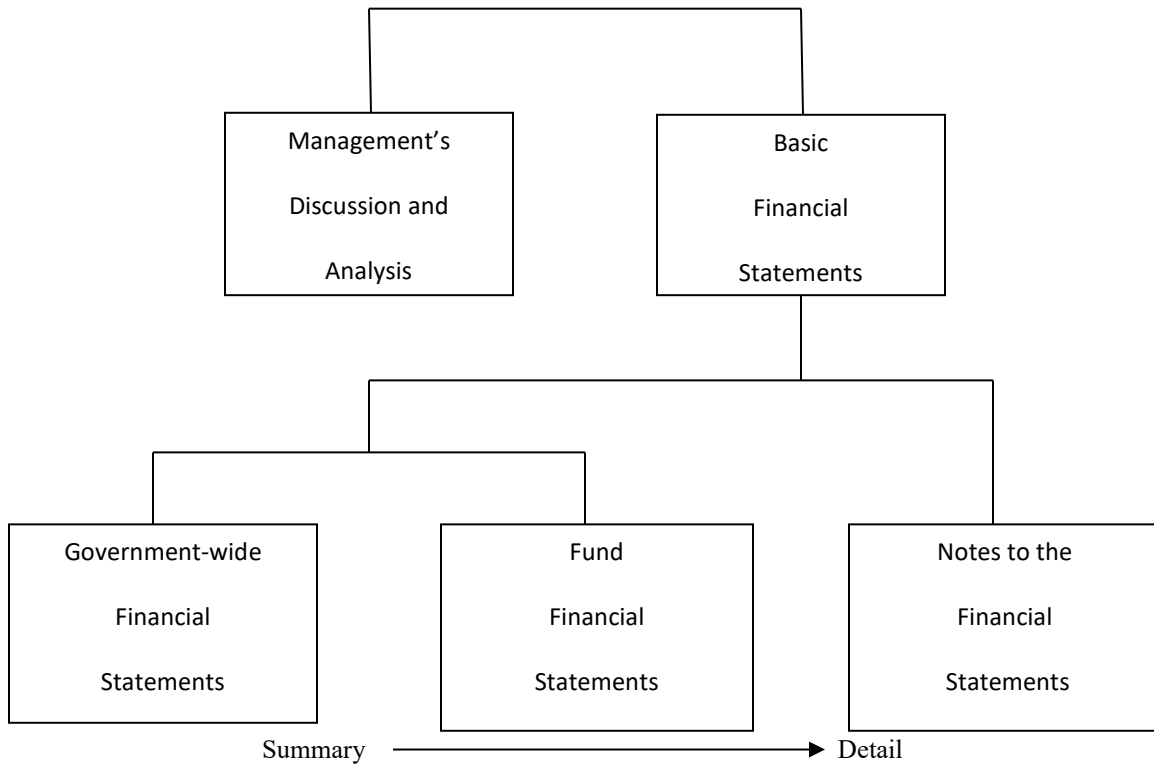 Management’s
Discussion and
Analysis
Basic
Financial
Statements
Government-wide
Financial
Statements
Fund
Financial
Statements
Notes to the
Financial
Statements
Summary
Detail